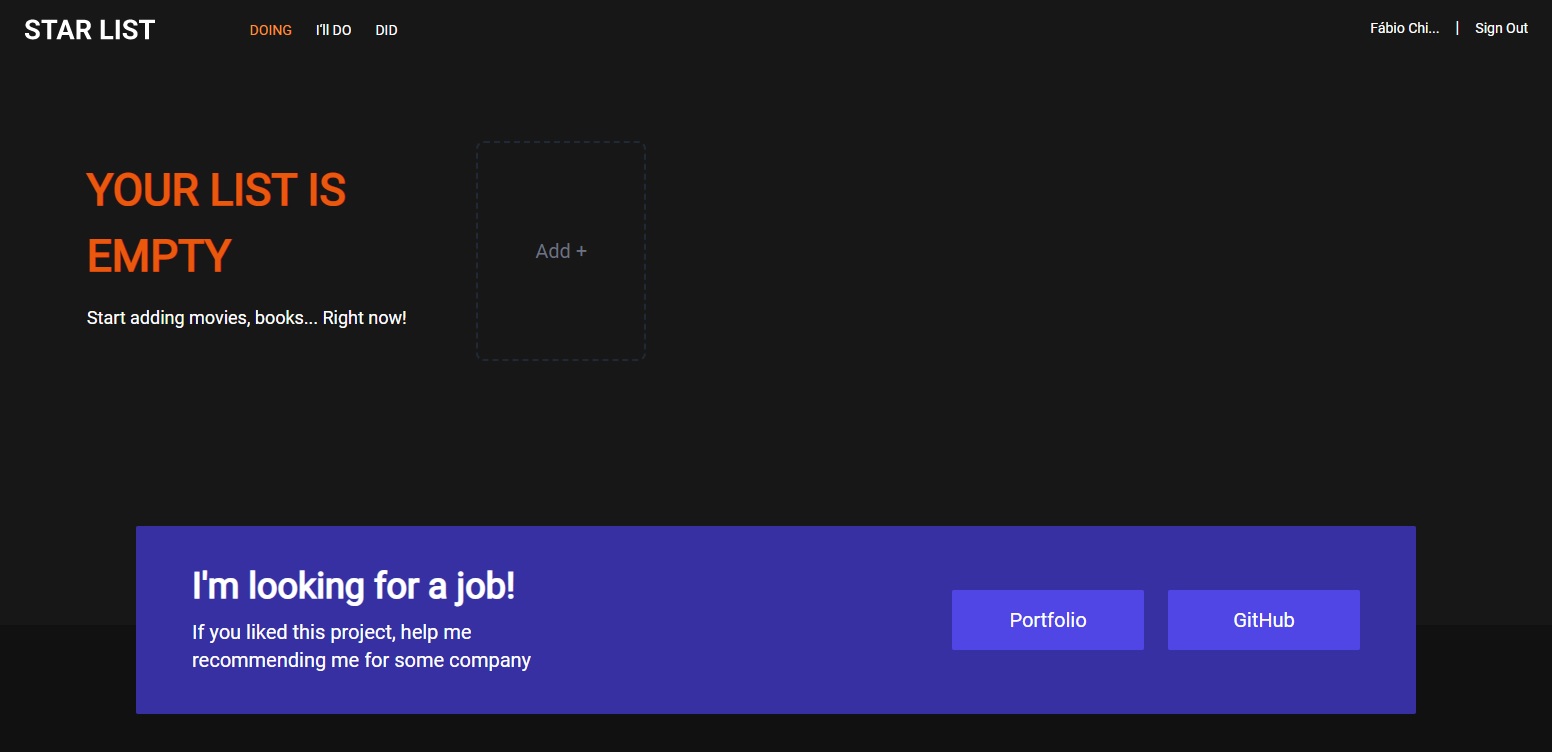 STAR LIST
DOING I'll DO DID
Fábio Chi... | Sign Out
YOUR LIST IS
EMPTY
Start adding movies, books... Right now!
Add +
I'm looking for a job!
If you liked this project, help me
recommending me for some company
Portfolio
GitHub